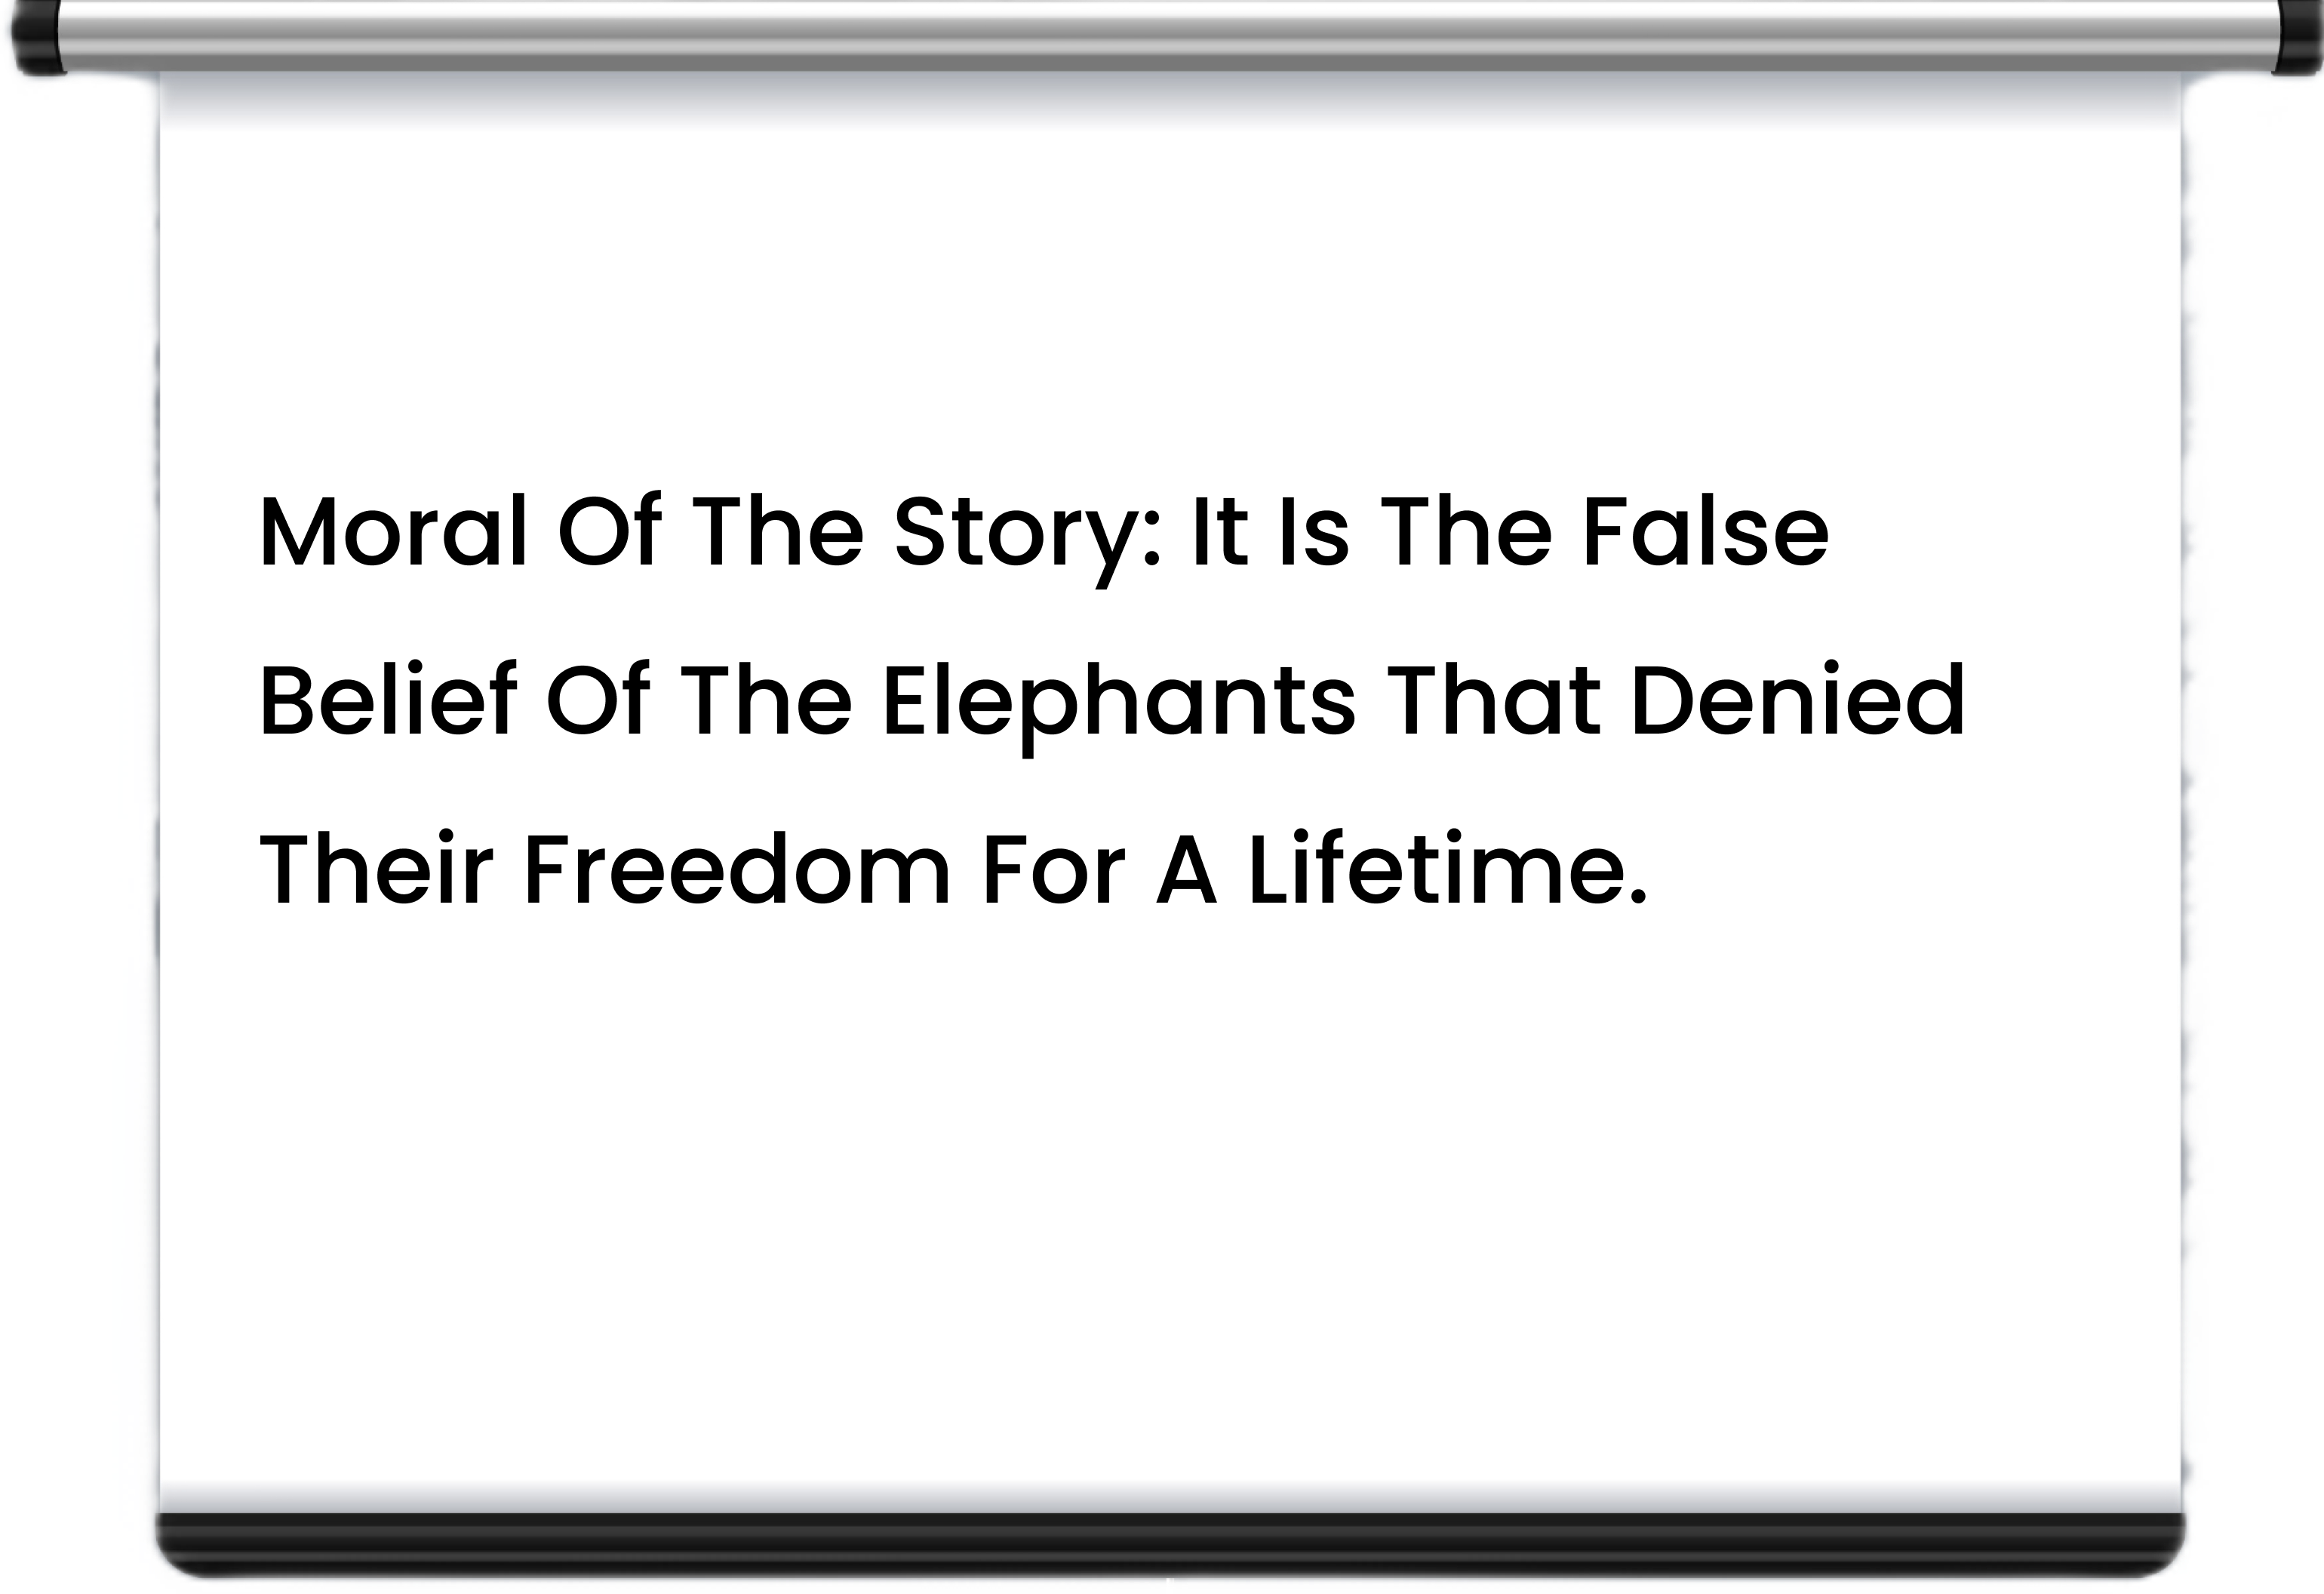 Moral Of The Story: It Is The False
Belief Of The Elephants That Denied
Their Freedom For A Lifetime.